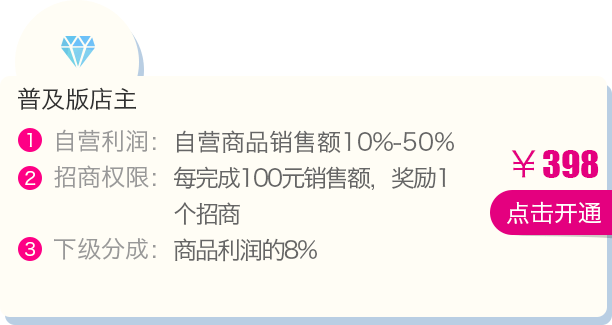 普及版店主
1 自营利润：自营商品销售额10%-50%
2 招商权限：每完成100元销售额，奖励1
个招商
¥398
点击开通
3 下级分成：商品利润的8%